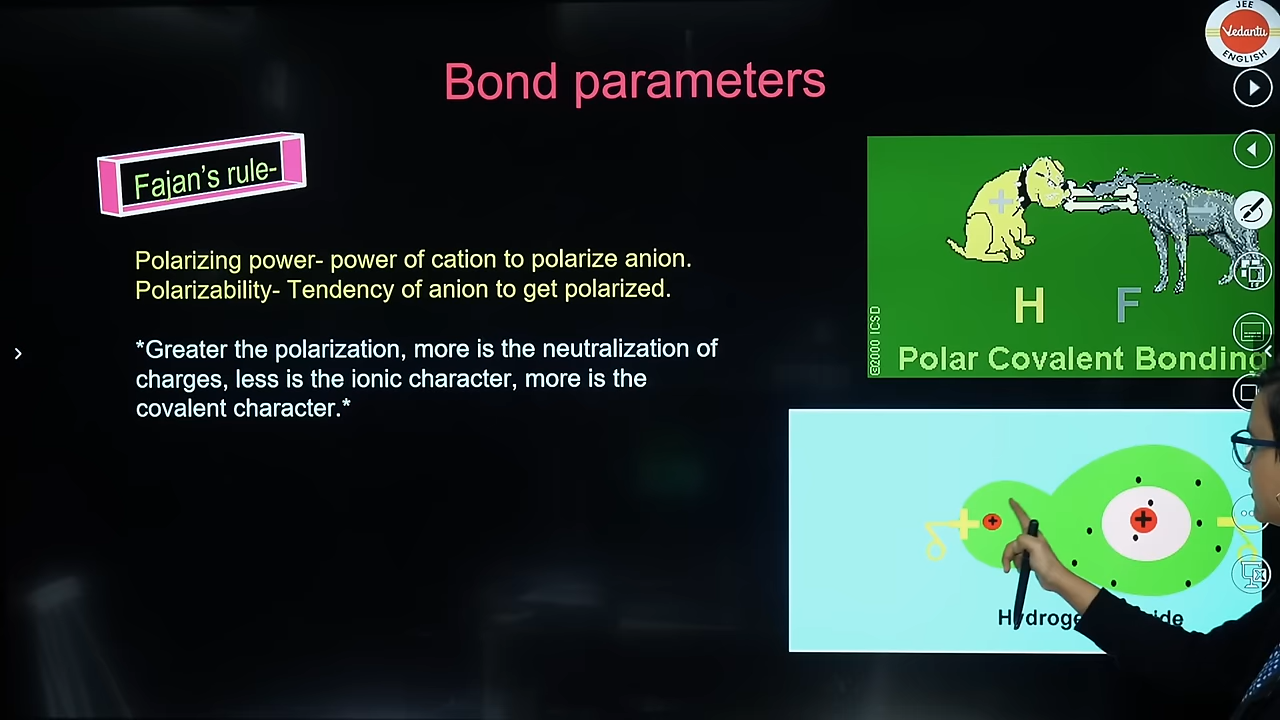 JEE
Vedantu
ENGLISH
Bond parameters
Fajan's rule-
Polarizing power- power of cation to polarize anion.
Polarizability- Tendency of anion to get polarized.
*Greater the polarization, more is the neutralization of
charges, less is the ionic character, more is the
covalent character.*
H F
©2000 ICSD
Polar Covalent Bonding